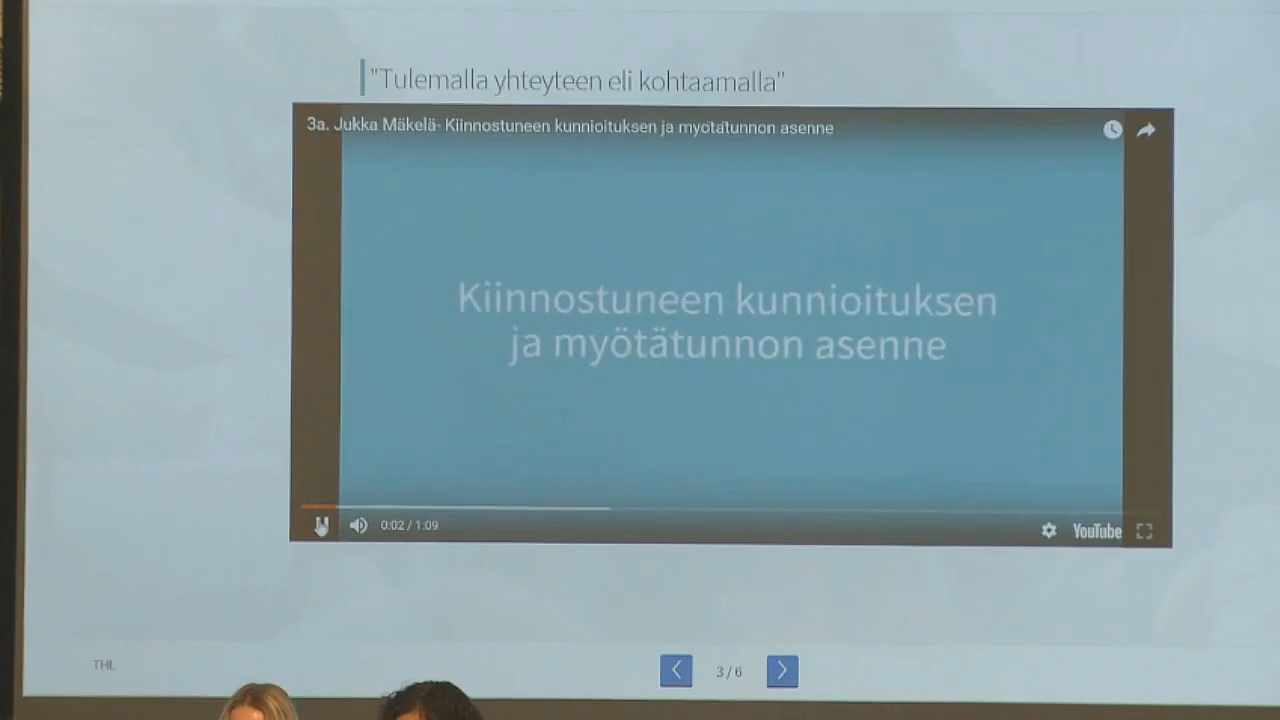 "Tulemalla yhteyteen eli kohtaamalla"
3a. Jukka Mäkelä- Kiinnostuneen kunnioituksen ja myötätunnon asenne
Kiinnostuneen kunnioituksen
ja myötätunnon asenne
0:02 / 1:09
YouTube
THL
3 / 6